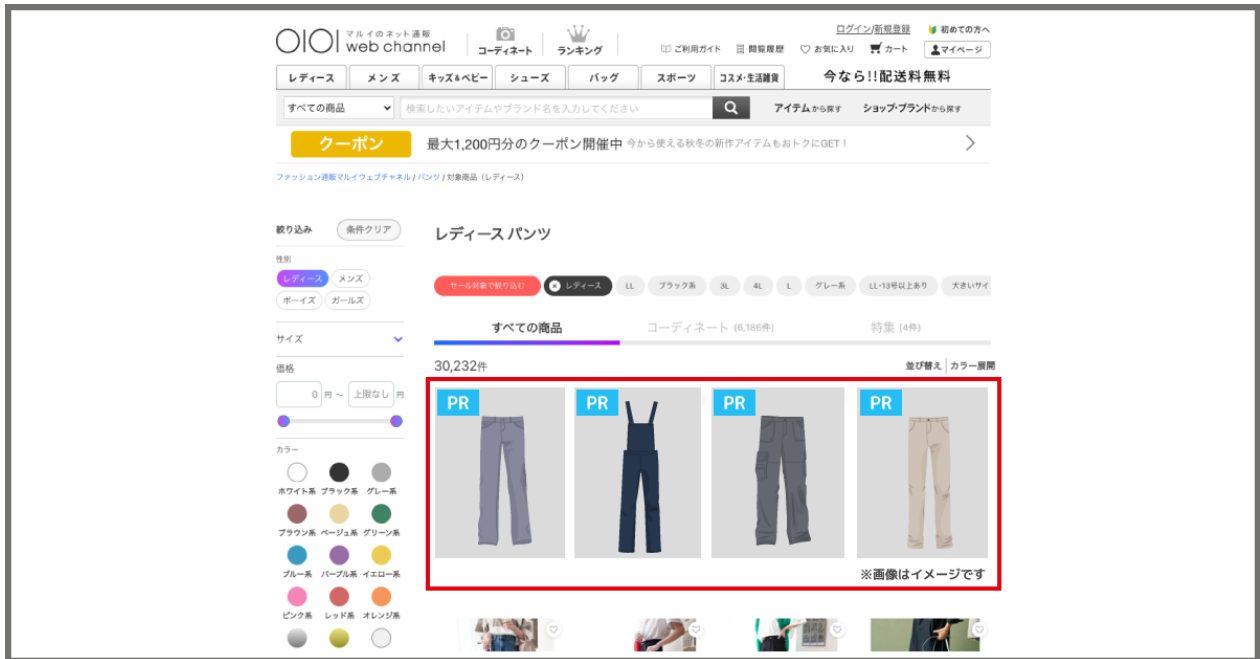 OIOI マルイのネット通販 web channel
コーディネート
ランキング
ログイン/新規登録 初めての方へ
ご利用ガイド 閲覧履歴 お気に入り カート マイページ
レディース メンズ キッズ&ベビー シューズ バッグ スポーツ コスメ・生活雑貨 今なら!!配送料無料
すべての商品 検索したいアイテムやブランド名を入力してください アイテムから探す ショップ・ブランドから探す
クーポン 最大1,200円分のクーポン開催中 今から使える秋冬の新作アイテムもおトクにGET!
ファッション通販マルイウェブチャネル / パンツ / 対象商品 (レディース)
絞り込み 条件クリア
性別
レディース メンズ
ボーイズ ガールズ
サイズ
価格
0 円 ~ 上限なし 円
カラー
ホワイト系 ブラック系 グレー系
ブラウン系 ベージュ系 グリーン系
ブルー系 パープル系 イエロー系
ピンク系 レッド系 オレンジ系
レディース パンツ
セール対象で絞り込む レディース LL ブラック系 3L 4L L グレー系 LL・13号以上あり 大きいサイ
すべての商品 コーディネート (6,186件) 特集 (4件)
30,232件 並び替え カラー展開
PR PR PR PR
※画像はイメージです